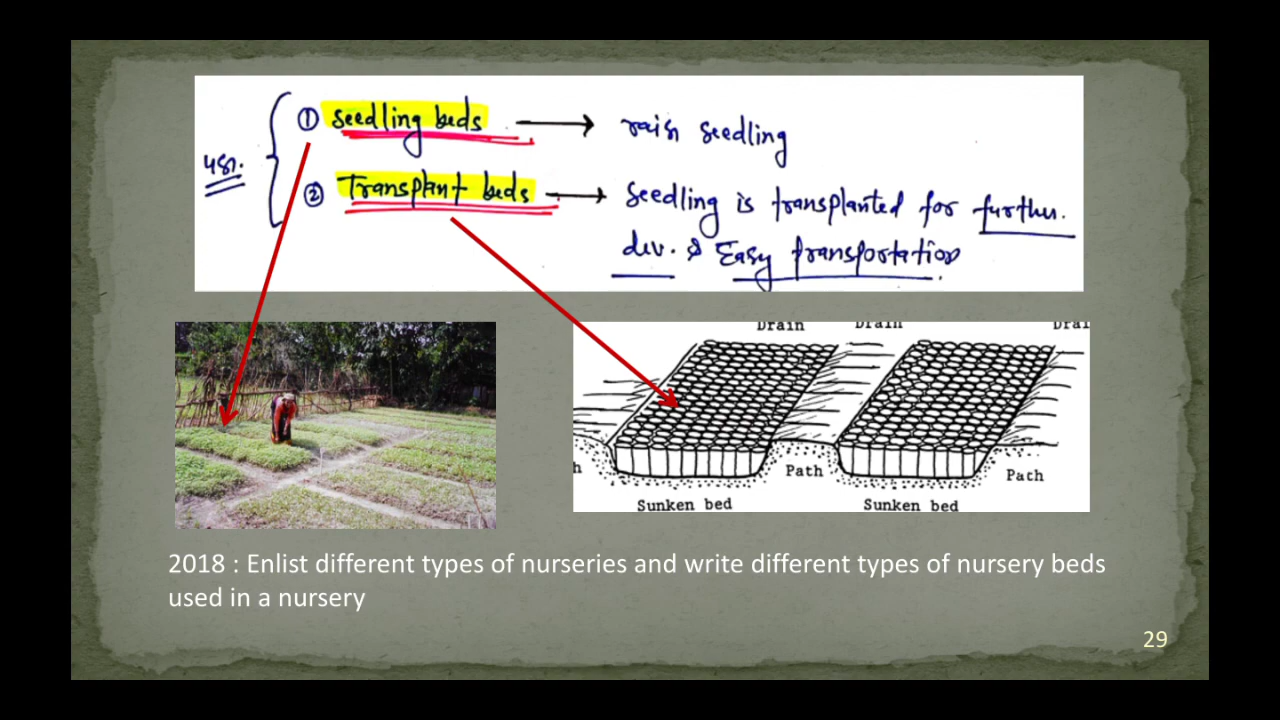 ① Seedling beds → raish seedling
② Transplant beds → Seedling is transplanted for further.
dev. & Easy transportation
Drain Drain Drai
h Path Path
Sunken bed Sunken bed
2018 : Enlist different types of nurseries and write different types of nursery beds
used in a nursery
29